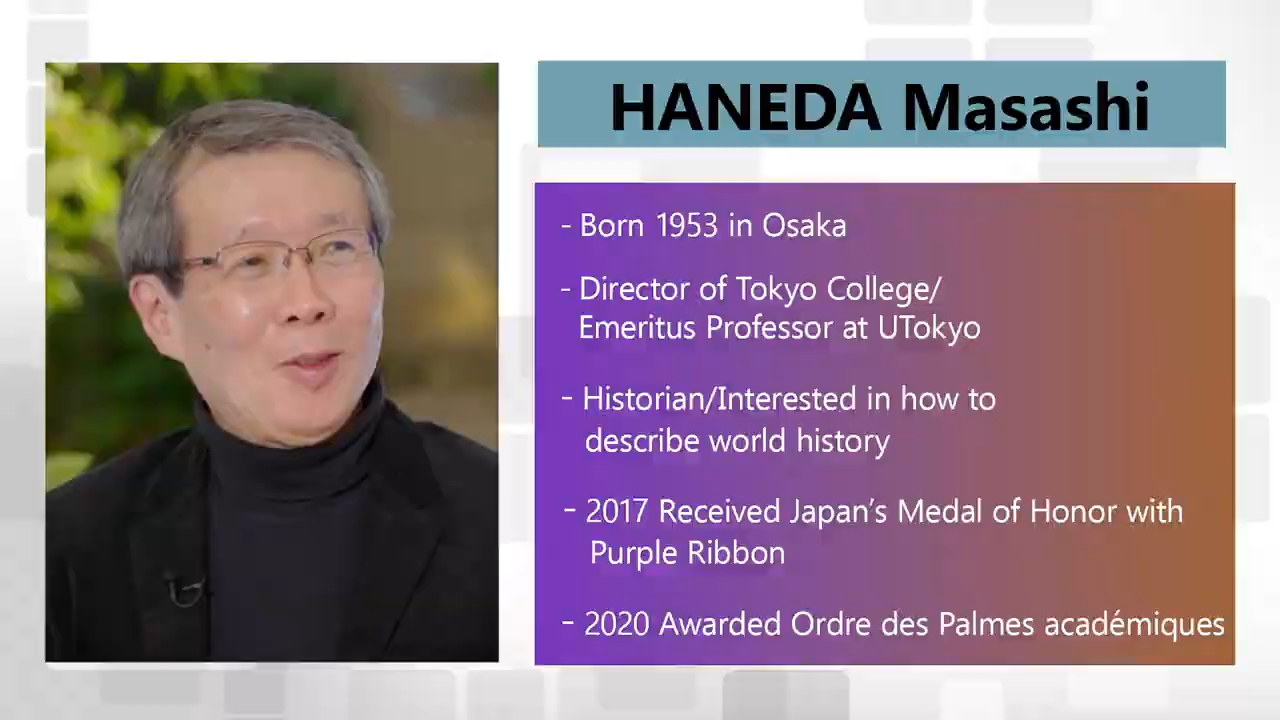 HANEDA Masashi
- Born 1953 in Osaka
- Director of Tokyo College/
Emeritus Professor at UTokyo
- Historian/Interested in how to
describe world history
- 2017 Received Japan's Medal of Honor with
Purple Ribbon
- 2020 Awarded Ordre des Palmes académiques